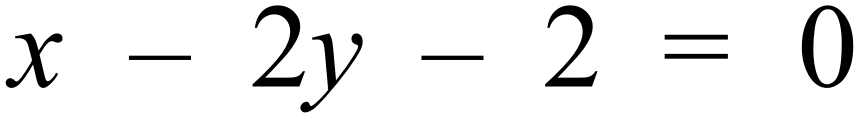 x − 2y − 2 = 0